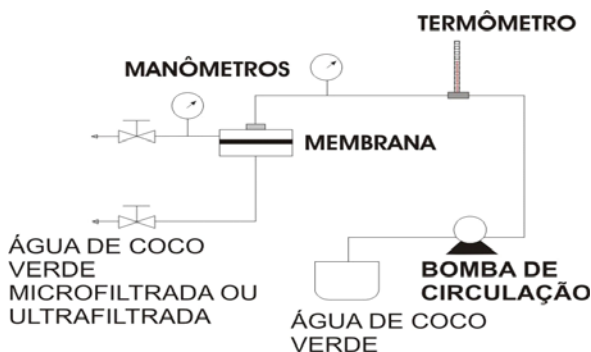 TERMÔMETRO
MANÔMETROS
MEMBRANA
ÁGUA DE COCO
VERDE
MICROFILTRADA OU
ULTRAFILTRADA
BOMBA DE
CIRCULAÇÃO
ÁGUA DE COCO
VERDE